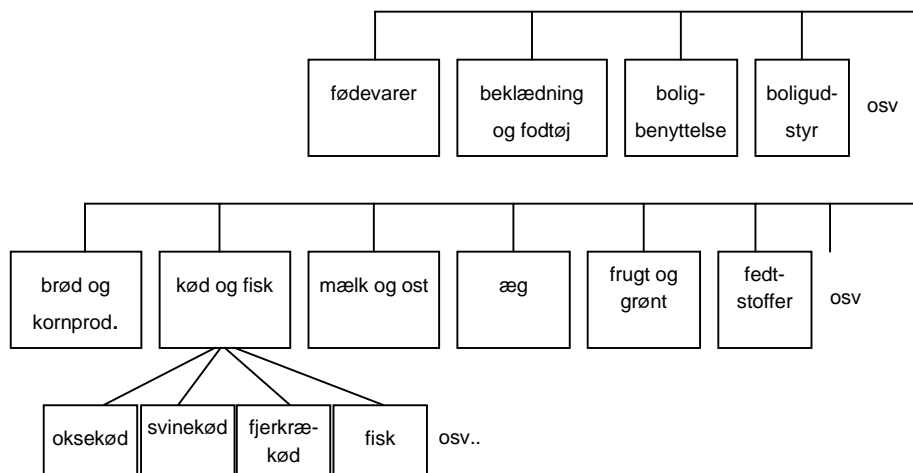 fødevarer
beklædning
og fodtøj
bolig-
benyttelse
boligud-
styr
osv
brød og
kornprod.
kød og fisk
mælk og ost
æg
frugt og
grønt
fedt-
stoffer
osv
oksekød
svinekød
fjerkræ-
kød
fisk
osv..